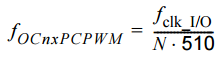 f_OCnxPCPWM = f_clk_I/O / N · 510